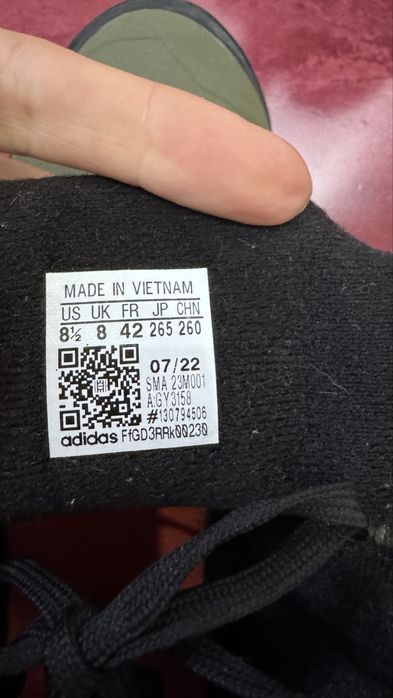 MADE IN VIETNAM
US UK FR JP CHN
8½ 8 42 265 260
07/22
SMA 23M001
A:GY3158
#130794506
adidas FfGD3RRk00230